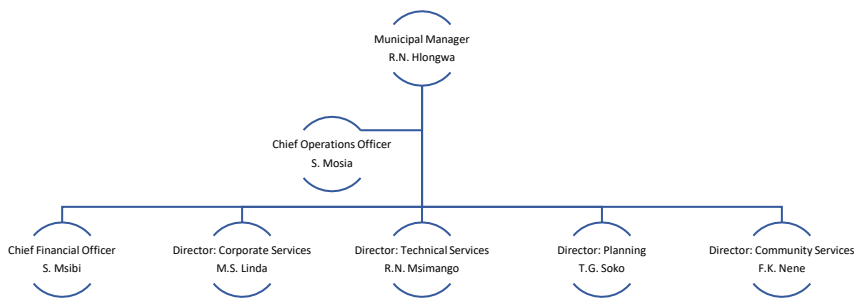 Municipal Manager
R.N. Hlongwa
Chief Operations Officer
S. Mosia
Chief Financial Officer
S. Msibi
Director: Corporate Services
M.S. Linda
Director: Technical Services
R.N. Msimango
Director: Planning
T.G. Soko
Director: Community Services
F.K. Nene